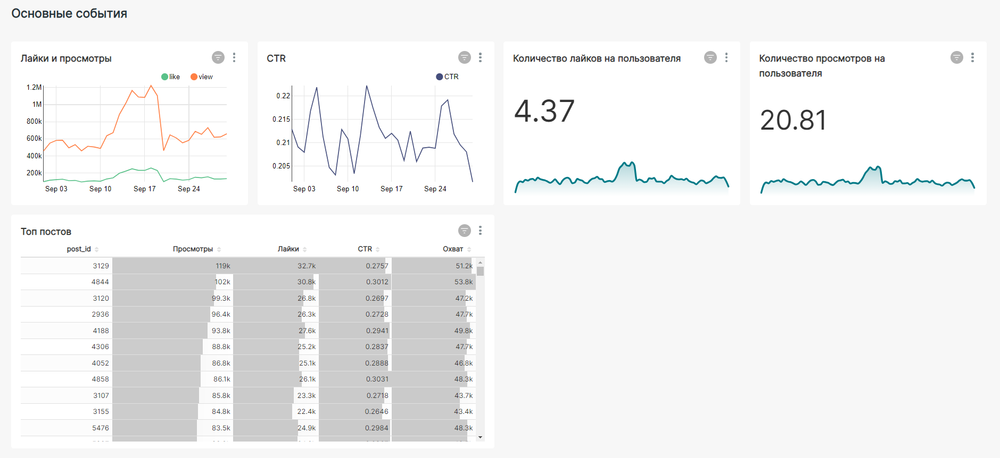 Основные события
Лайки и просмотры
like view
1.2M
1M
800k
600k
400k
200k
Sep 03 Sep 10 Sep 17 Sep 24
CTR
CTR
0.22
0.215
0.21
0.205
Sep 03 Sep 10 Sep 17 Sep 24
Количество лайков на пользователя
4.37
Количество просмотров на
пользователя
20.81
Топ постов
post_id Просмотры Лайки CTR Охват
3129 119k 32.7k 0.2757 51.2k
4844 102k 30.8k 0.3012 53.8k
3120 99.3k 26.8k 0.2697 47.2k
2936 96.4k 26.3k 0.2728 47.7k
4188 93.8k 27.6k 0.2941 49.8k
4306 88.8k 25.2k 0.2837 47.7k
4052 86.8k 25.1k 0.2888 46.8k
4858 86.1k 26.1k 0.3031 48.3k
3107 85.8k 23.3k 0.2718 43.7k
3155 84.8k 22.4k 0.2646 43.4k
5476 83.5k 24.9k 0.2984 48.3k